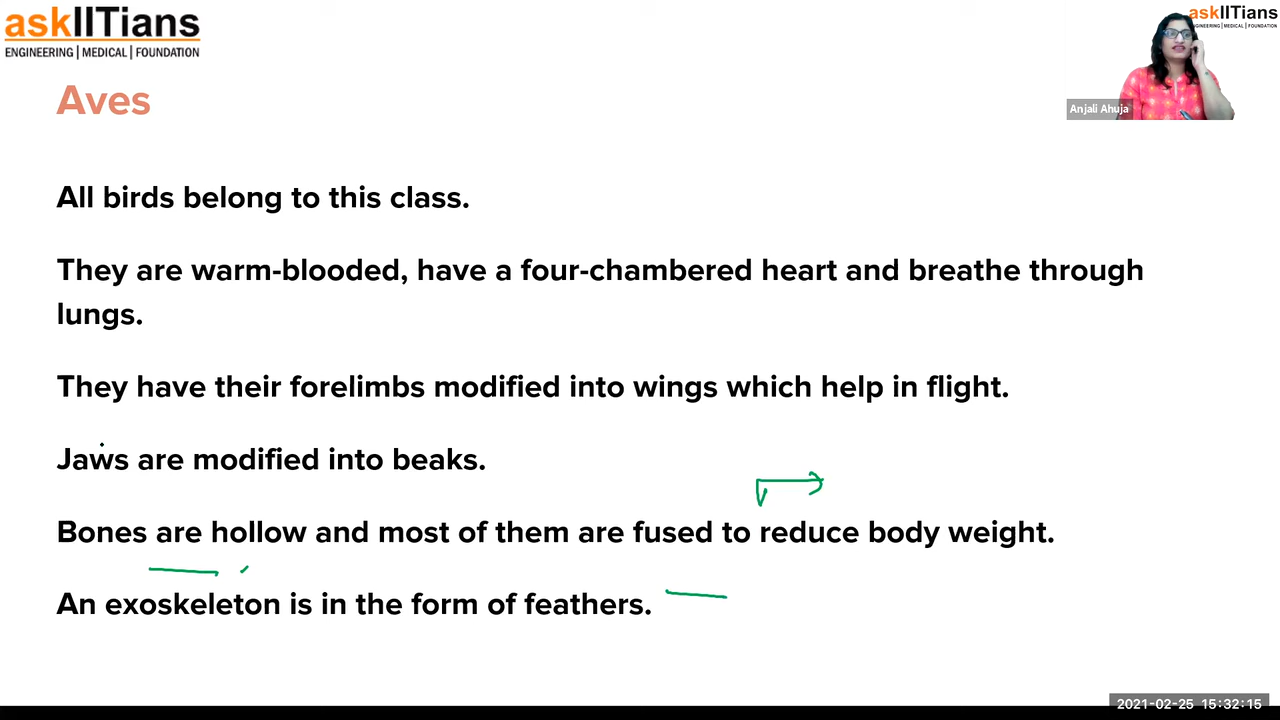 askIITians
ENGINEERING | MEDICAL | FOUNDATION
askIITians
ENGINEERING | MEDICAL | FOUNDATION
Anjali Ahuja
Aves
All birds belong to this class.
They are warm-blooded, have a four-chambered heart and breathe through
lungs.
They have their forelimbs modified into wings which help in flight.
Jaws are modified into beaks.
Bones are hollow and most of them are fused to reduce body weight.
An exoskeleton is in the form of feathers.
2021-02-25 15:32:15